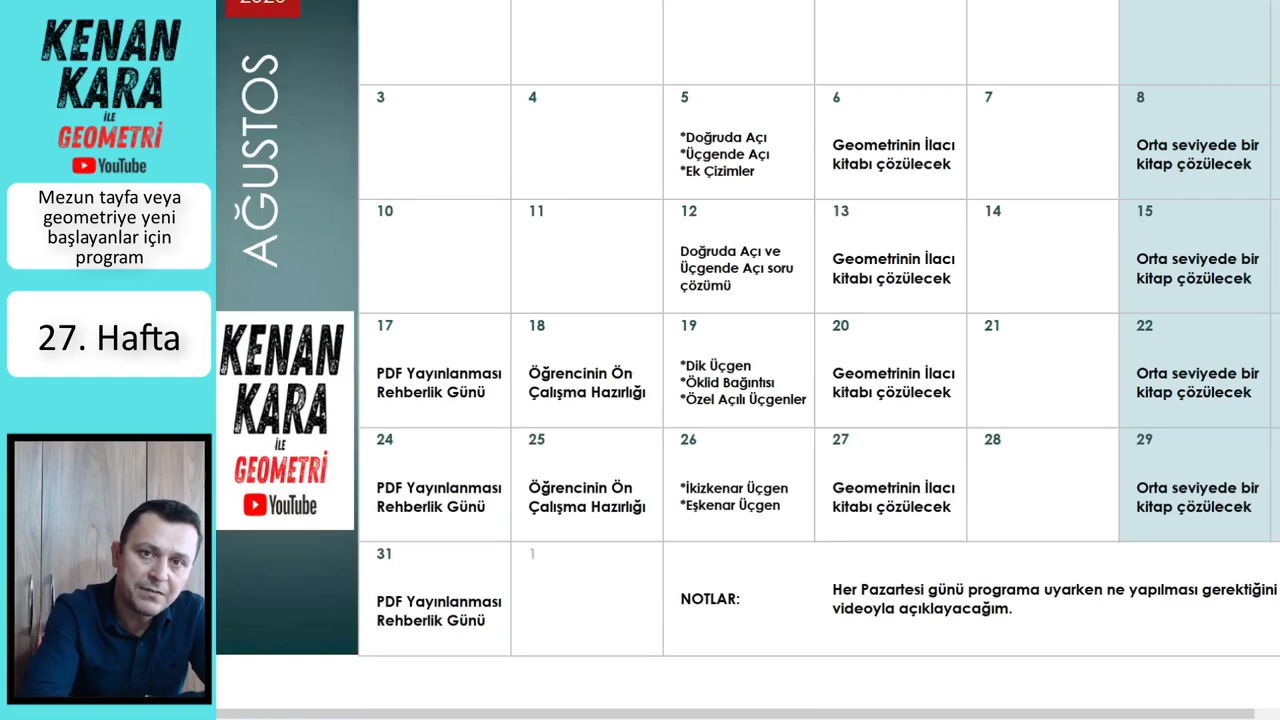 KENAN
KARA
İLE
GEOMETRİ
YouTube
Mezun tayfa veya
geometriye yeni
başlayanlar için
program
27. Hafta
AĞUSTOS
KENAN
KARA
İLE
GEOMETRİ
YouTube
3
4
5
*Doğruda Açı
*Üçgende Açı
*Ek Çizimler
6
Geometrinin İlacı
kitabı çözülecek
7
8
Orta seviyede bir
kitap çözülecek
10
11
12
Doğruda Açı ve
Üçgende Açı soru
çözümü
13
Geometrinin İlacı
kitabı çözülecek
14
15
Orta seviyede bir
kitap çözülecek
17
PDF Yayınlanması
Rehberlik Günü
18
Öğrencinin Ön
Çalışma Hazırlığı
19
*Dik Üçgen
*Öklid Bağıntısı
*Özel Açılı Üçgenler
20
Geometrinin İlacı
kitabı çözülecek
21
22
Orta seviyede bir
kitap çözülecek
24
PDF Yayınlanması
Rehberlik Günü
25
Öğrencinin Ön
Çalışma Hazırlığı
26
*İkizkenar Üçgen
*Eşkenar Üçgen
27
Geometrinin İlacı
kitabı çözülecek
28
29
Orta seviyede bir
kitap çözülecek
31
PDF Yayınlanması
Rehberlik Günü
1
NOTLAR:
Her Pazartesi günü programa uyarken ne yapılması gerektiğini
videoyla açıklayacağım.